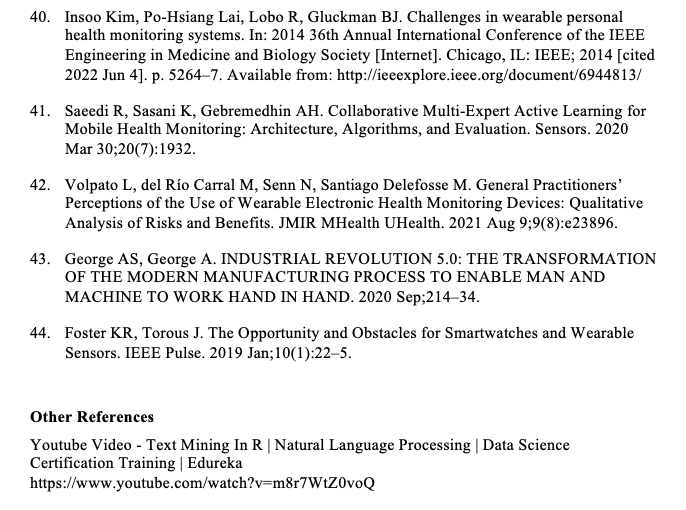 40. Insoo Kim, Po-Hsiang Lai, Lobo R, Gluckman BJ. Challenges in wearable personal
health monitoring systems. In: 2014 36th Annual International Conference of the IEEE
Engineering in Medicine and Biology Society [Internet]. Chicago, IL: IEEE; 2014 [cited
2022 Jun 4]. p. 5264–7. Available from: http://ieeexplore.ieee.org/document/6944813/
41. Saeedi R, Sasani K, Gebremedhin AH. Collaborative Multi-Expert Active Learning for
Mobile Health Monitoring: Architecture, Algorithms, and Evaluation. Sensors. 2020
Mar 30;20(7):1932.
42. Volpato L, del Río Carral M, Senn N, Santiago Delefosse M. General Practitioners’
Perceptions of the Use of Wearable Electronic Health Monitoring Devices: Qualitative
Analysis of Risks and Benefits. JMIR MHealth UHealth. 2021 Aug 9;9(8):e23896.
43. George AS, George A. INDUSTRIAL REVOLUTION 5.0: THE TRANSFORMATION
OF THE MODERN MANUFACTURING PROCESS TO ENABLE MAN AND
MACHINE TO WORK HAND IN HAND. 2020 Sep;214–34.
44. Foster KR, Torous J. The Opportunity and Obstacles for Smartwatches and Wearable
Sensors. IEEE Pulse. 2019 Jan;10(1):22–5.
Other References
Youtube Video - Text Mining In R | Natural Language Processing | Data Science
Certification Training | Edureka
https://www.youtube.com/watch?v=m8r7WtZ0voQ